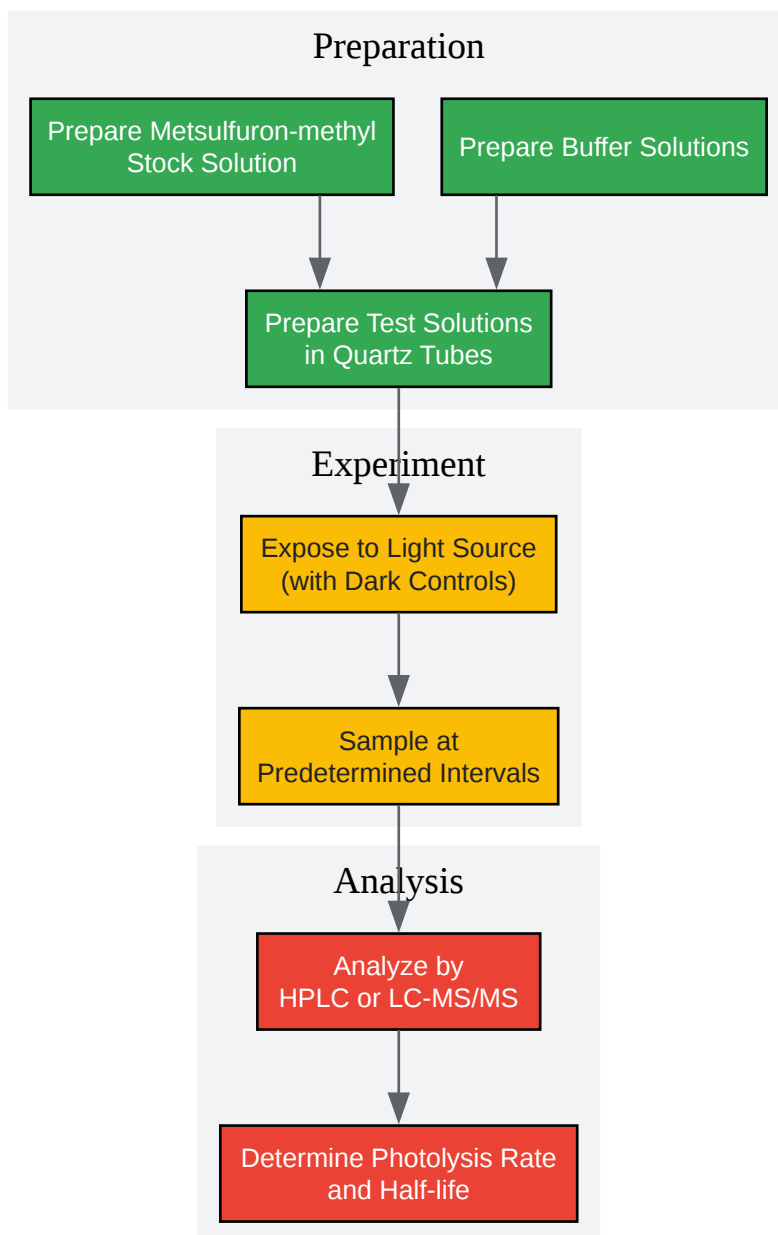 Preparation
Prepare Metsulfuron-methyl
Stock Solution
Prepare Buffer Solutions
Prepare Test Solutions
in Quartz Tubes
Experiment
Expose to Light Source
(with Dark Controls)
Sample at
Predetermined Intervals
Analysis
Analyze by
HPLC or LC-MS/MS
Determine Photolysis Rate
and Half-life